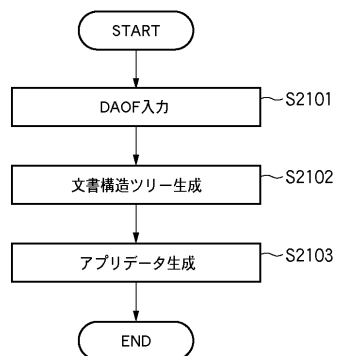 START
DAOF入力
S2101
文書構造ツリー生成
S2102
アプリデータ生成
S2103
END